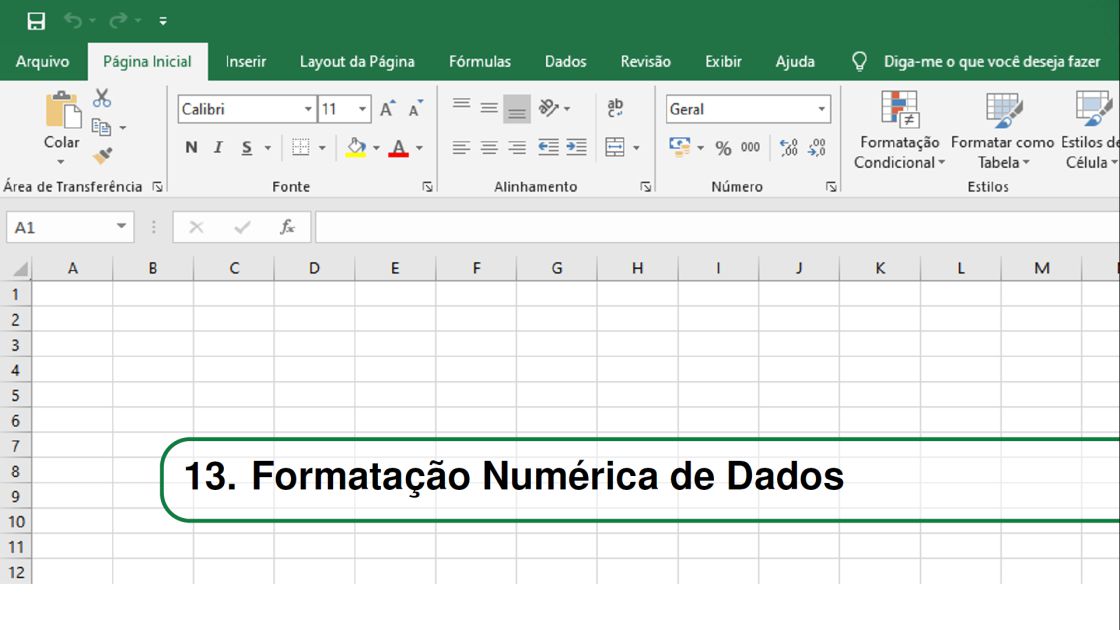 Arquivo Página Inicial Inserir Layout da Página Fórmulas Dados Revisão Exibir Ajuda Diga-me o que você deseja fazer
Calibri 11 A A ab Geral
Colar
N I S A % 000
Formatação Formatar como Estilos de
Condicional Tabela Célula
Área de Transferência Fonte Alinhamento Número Estilos
A1 fx
A B C D E F G H I J K L M
1
2
3
4
5
6
7
8
9
10
11
12
13. Formatação Numérica de Dados